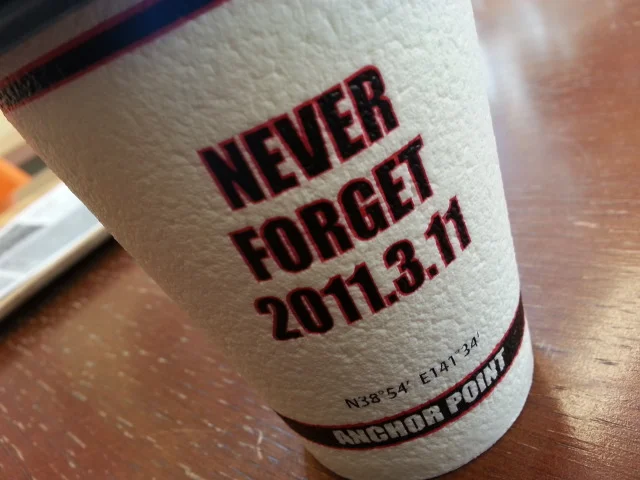 NEVER
FORGET
2011.3.11
N38°54' E141°34'
ANCHOR POINT